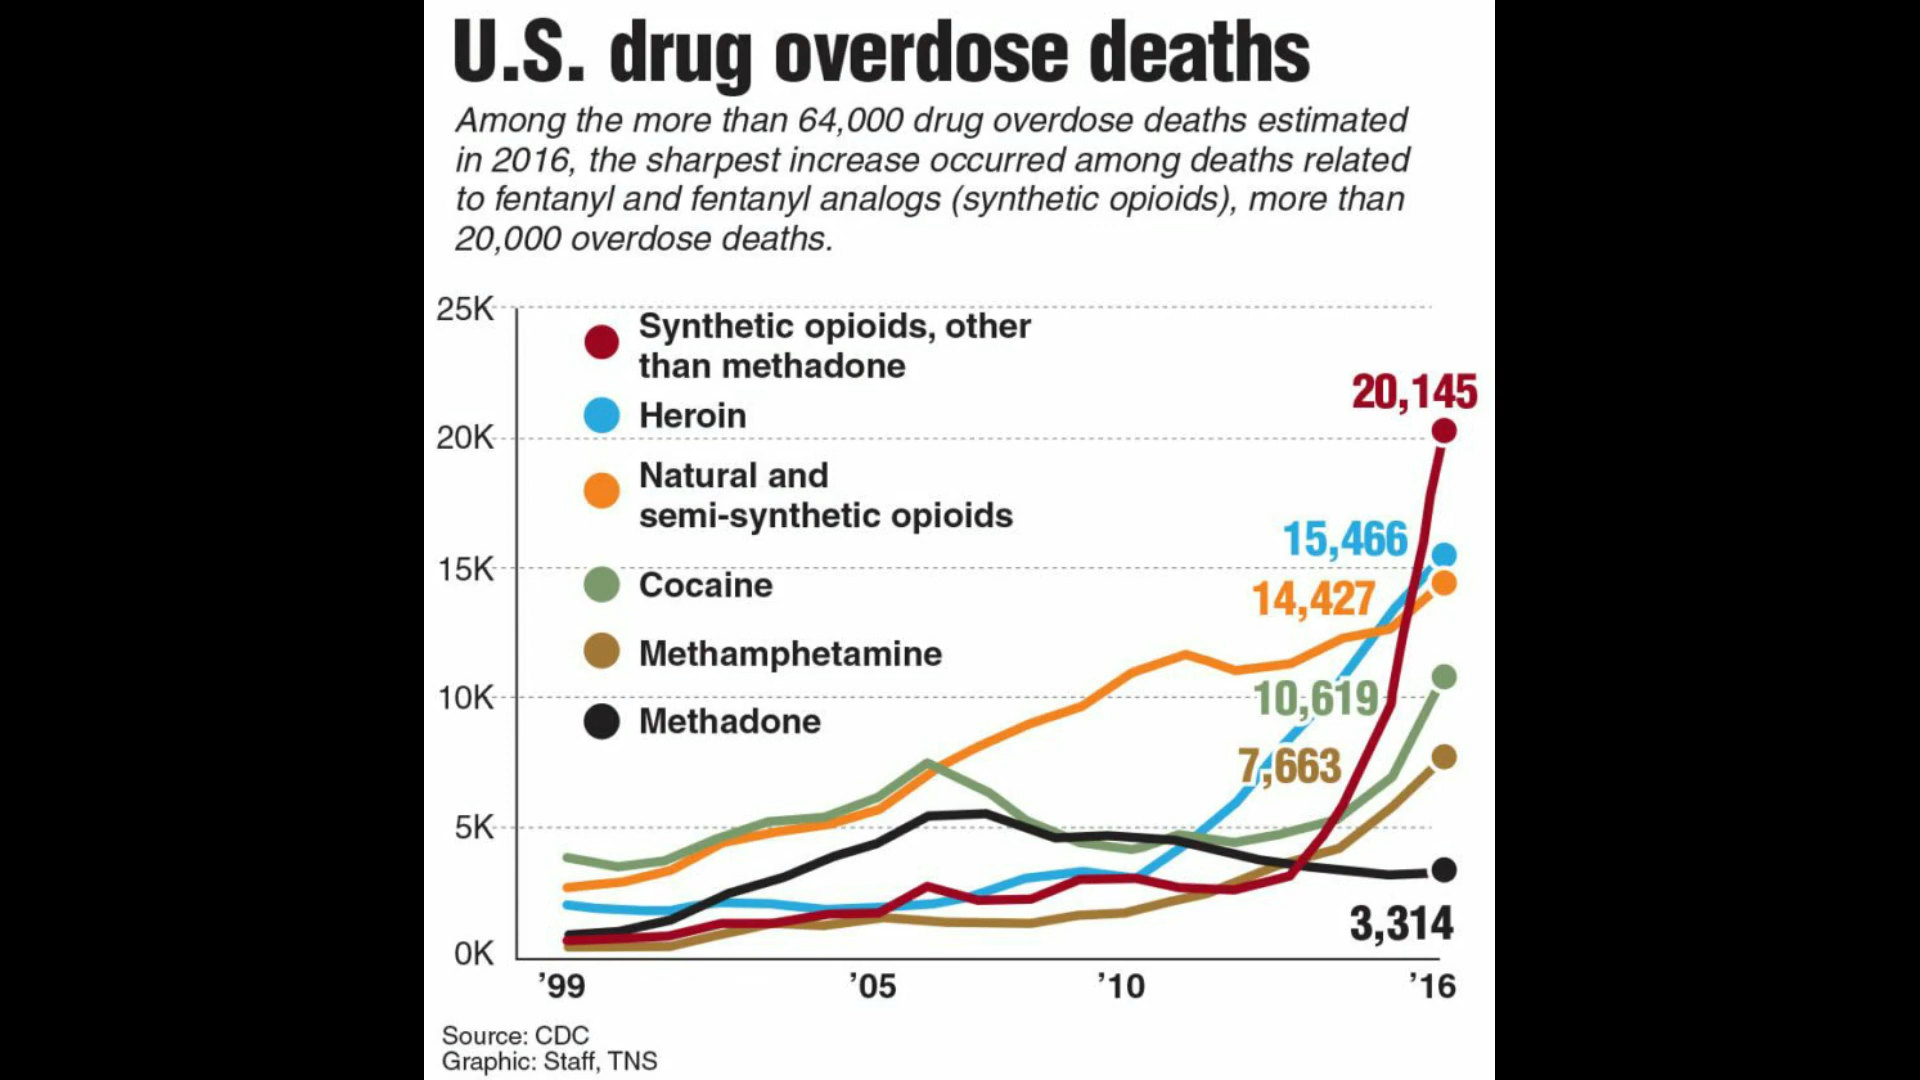 U.S. drug overdose deaths
Among the more than 64,000 drug overdose deaths estimated
in 2016, the sharpest increase occurred among deaths related
to fentanyl and fentanyl analogs (synthetic opioids), more than
20,000 overdose deaths.
25K
Synthetic opioids, other
than methadone
20,145
Heroin
20K
Natural and
semi-synthetic opioids
15,466
15K
Cocaine
14,427
Methamphetamine
10K
10,619
Methadone
7,663
5K
3,314
0K
’99 ’05 ’10 ’16
Source: CDC
Graphic: Staff, TNS